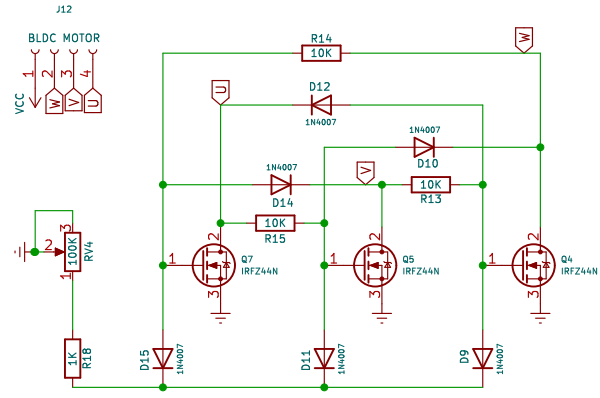 J12
BLDC MOTOR
1
2
3
4
VCC
W
V
U
R14
10K
W
U
D12
1N4007
1N4007
D10
V
1N4007
D14
10K
R13
10K
R15
3
2
100K
RV4
1
2
1
Q7
IRFZ44N
3
2
1
Q5
IRFZ44N
3
2
1
Q4
IRFZ44N
3
1K
R18
D15
1N4007
D11
1N4007
D9
1N4007